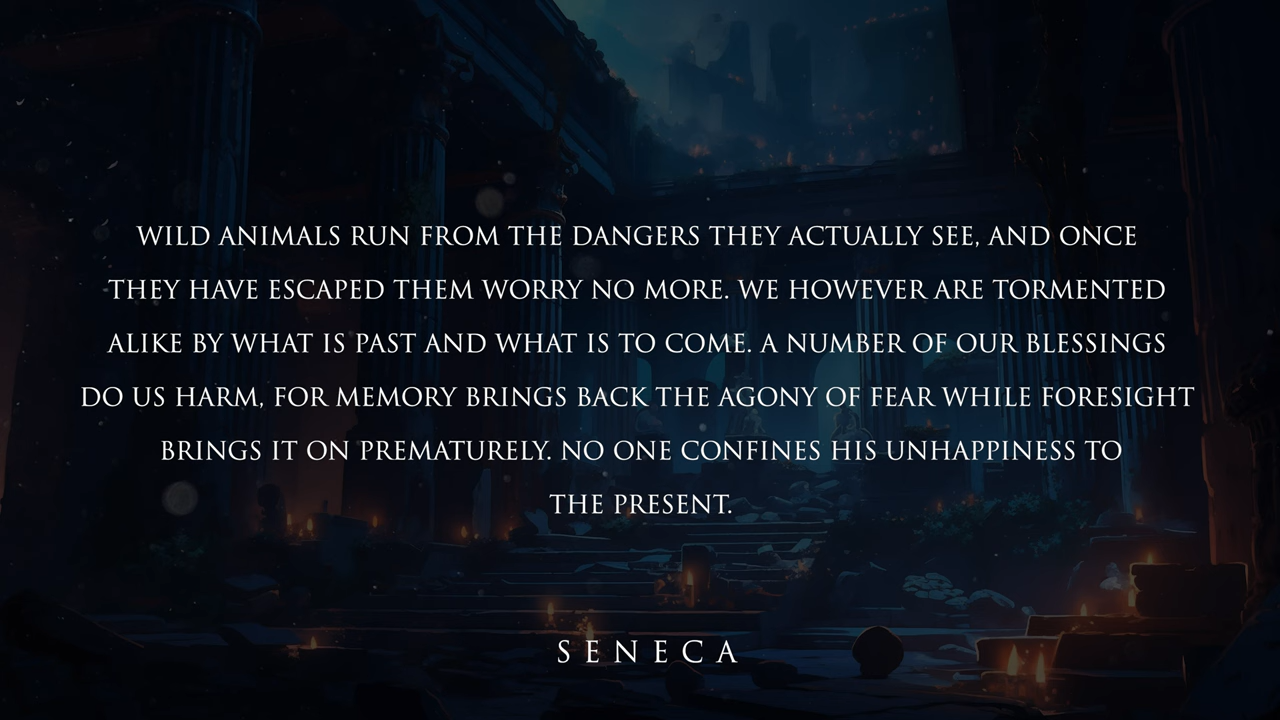 WILD ANIMALS RUN FROM THE DANGERS THEY ACTUALLY SEE, AND ONCE
THEY HAVE ESCAPED THEM WORRY NO MORE. WE HOWEVER ARE TORMENTED
ALIKE BY WHAT IS PAST AND WHAT IS TO COME. A NUMBER OF OUR BLESSINGS
DO US HARM, FOR MEMORY BRINGS BACK THE AGONY OF FEAR WHILE FORESIGHT
BRINGS IT ON PREMATURELY. NO ONE CONFINES HIS UNHAPPINESS TO
THE PRESENT.
SENECA